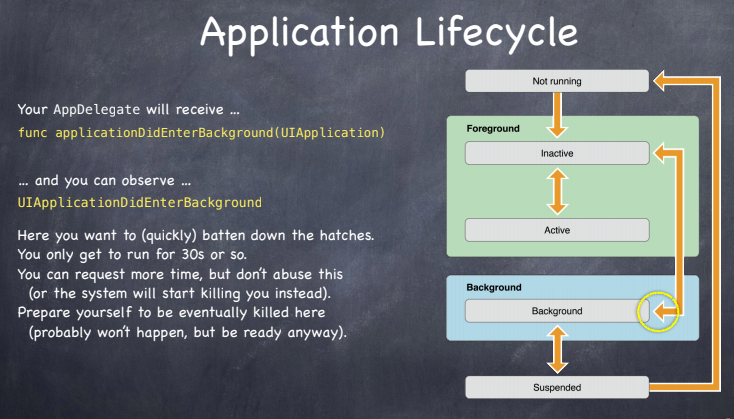 Application Lifecycle
Your AppDelegate will receive ...
func applicationDidEnterBackground(UIApplication)
... and you can observe ...
UIApplicationDidEnterBackground
Here you want to (quickly) batten down the hatches.
You only get to run for 30s or so.
You can request more time, but don't abuse this
(or the system will start killing you instead).
Prepare yourself to be eventually killed here
(probably won't happen, but be ready anyway).
Not running
Foreground
Inactive
Active
Background
Background
Suspended